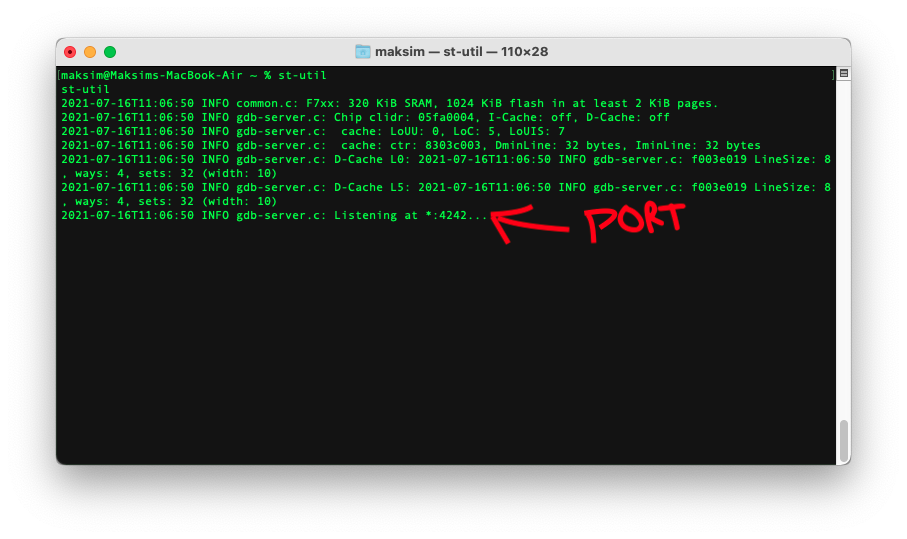 maksim — st-util — 110×28
[maksim@Maksims-MacBook-Air ~ % st-util ]
st-util
2021-07-16T11:06:50 INFO common.c: F7xx: 320 KiB SRAM, 1024 KiB flash in at least 2 KiB pages.
2021-07-16T11:06:50 INFO gdb-server.c: Chip clidr: 05fa0004, I-Cache: off, D-Cache: off
2021-07-16T11:06:50 INFO gdb-server.c:  cache: LoUU: 0, LoC: 5, LoUIS: 7
2021-07-16T11:06:50 INFO gdb-server.c:  cache: ctr: 8303c003, DminLine: 32 bytes, IminLine: 32 bytes
2021-07-16T11:06:50 INFO gdb-server.c: D-Cache L0: 2021-07-16T11:06:50 INFO gdb-server.c: f003e019 LineSize: 8
, ways: 4, sets: 32 (width: 10)
2021-07-16T11:06:50 INFO gdb-server.c: D-Cache L5: 2021-07-16T11:06:50 INFO gdb-server.c: f003e019 LineSize: 8
, ways: 4, sets: 32 (width: 10)
2021-07-16T11:06:50 INFO gdb-server.c: Listening at *:4242...
PORT